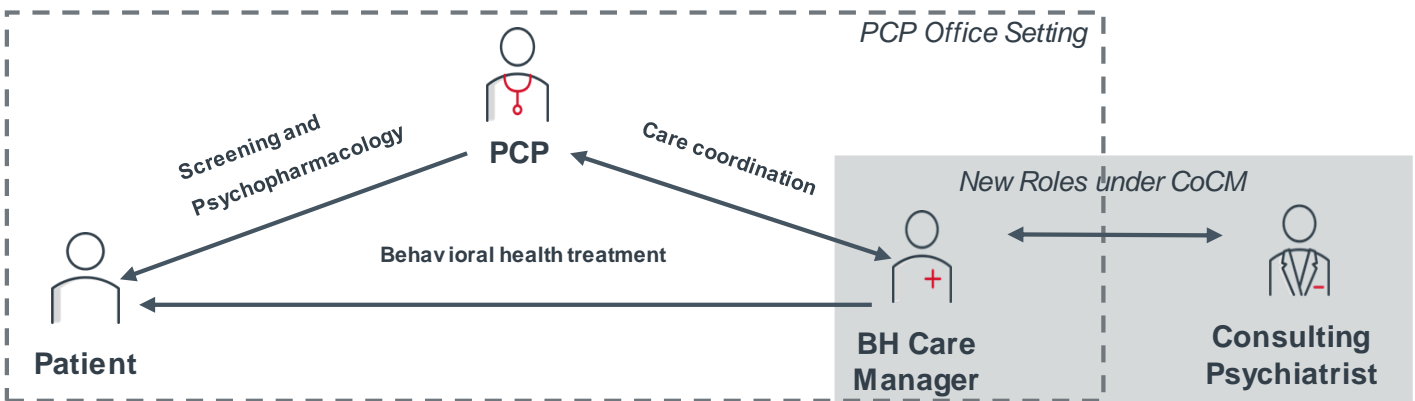 PCP Office Setting
Screening and
Psychopharmacology
PCP
Care coordination
New Roles under CoCM
Behavioral health treatment
Patient
BH Care
Manager
Consulting
Psychiatrist